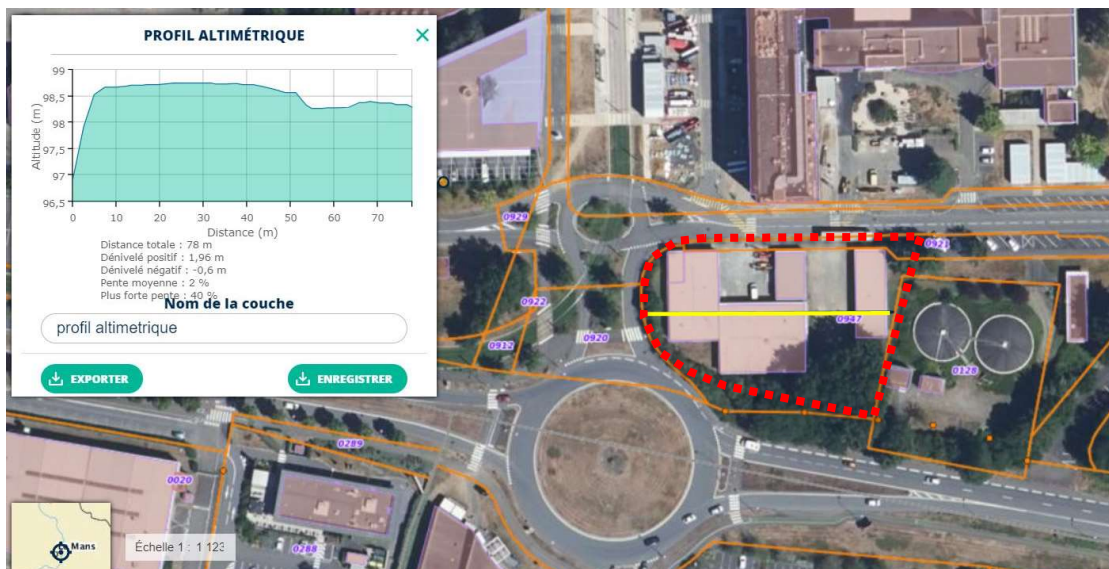 PROFIL ALTIMÉTRIQUE
99
98,5
98
97,5
97
96,5
Altitude (m)
0 10 20 30 40 50 60 70
Distance (m)
Distance totale : 78 m
Dénivelé positif : 1,96 m
Dénivelé négatif : -0,6 m
Pente moyenne : 2 %
Plus forte pente : 40 %
Nom de la couche
profil altimetrique
EXPORTER
ENREGISTRER
0929
0921
0922
0947
0920
0912
0128
0289
0020
0288
Mans
Échelle 1 : 1 123